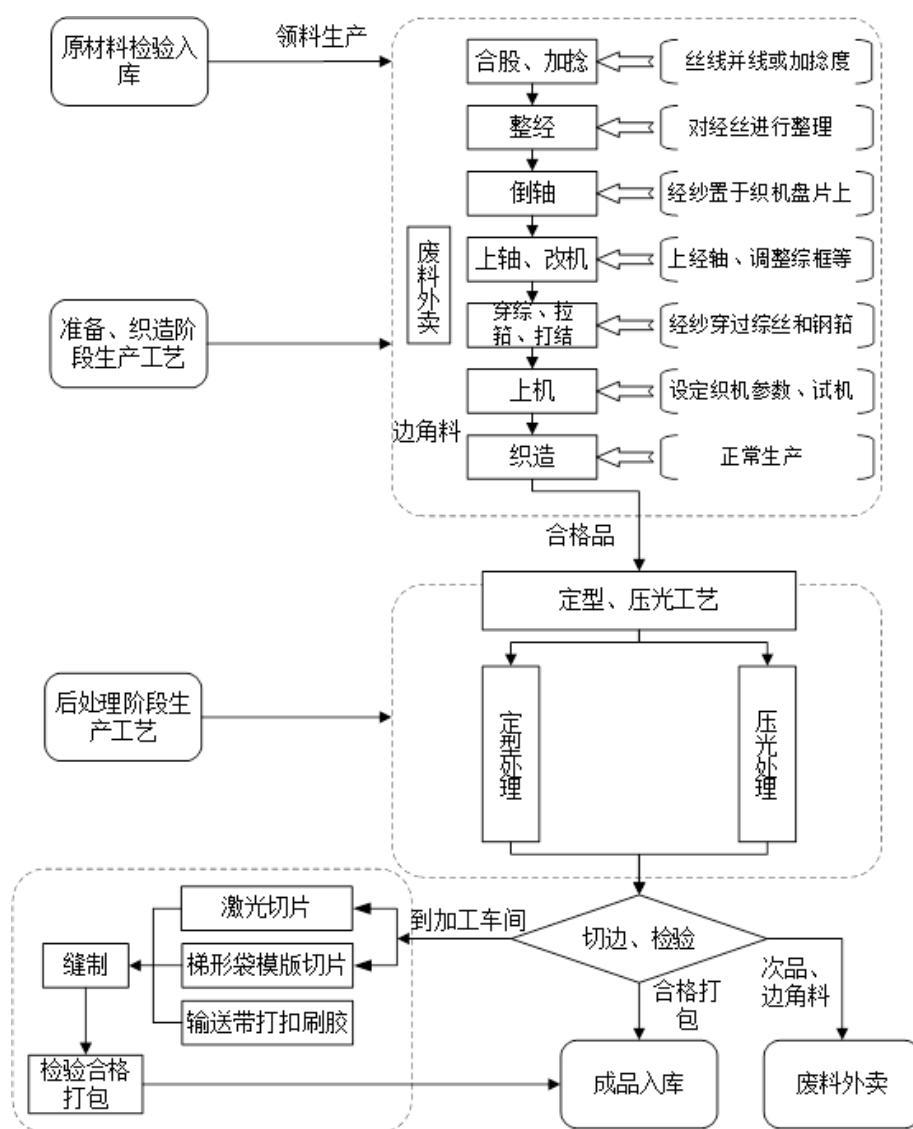 原材料检验入
库
领料生产
合股、加捻
丝线并线或加捻度
整经
对经丝进行整理
倒轴
经纱置于织机盘片上
上轴、改机
上经轴、调整综框等
废料外卖
准备、织造阶
段生产工艺
穿综、拉
筘、打结
经纱穿过综丝和钢筘
上机
设定织机参数、试机
边角料
织造
正常生产
合格品
定型、压光工艺
后处理阶段生
产工艺
定型处理
压光处理
激光切片
到加工车间
切边、检验
缝制
梯形袋模版切片
次品、
边角料
合格打
包
输送带打扣刷胶
检验合格
打包
成品入库
废料外卖